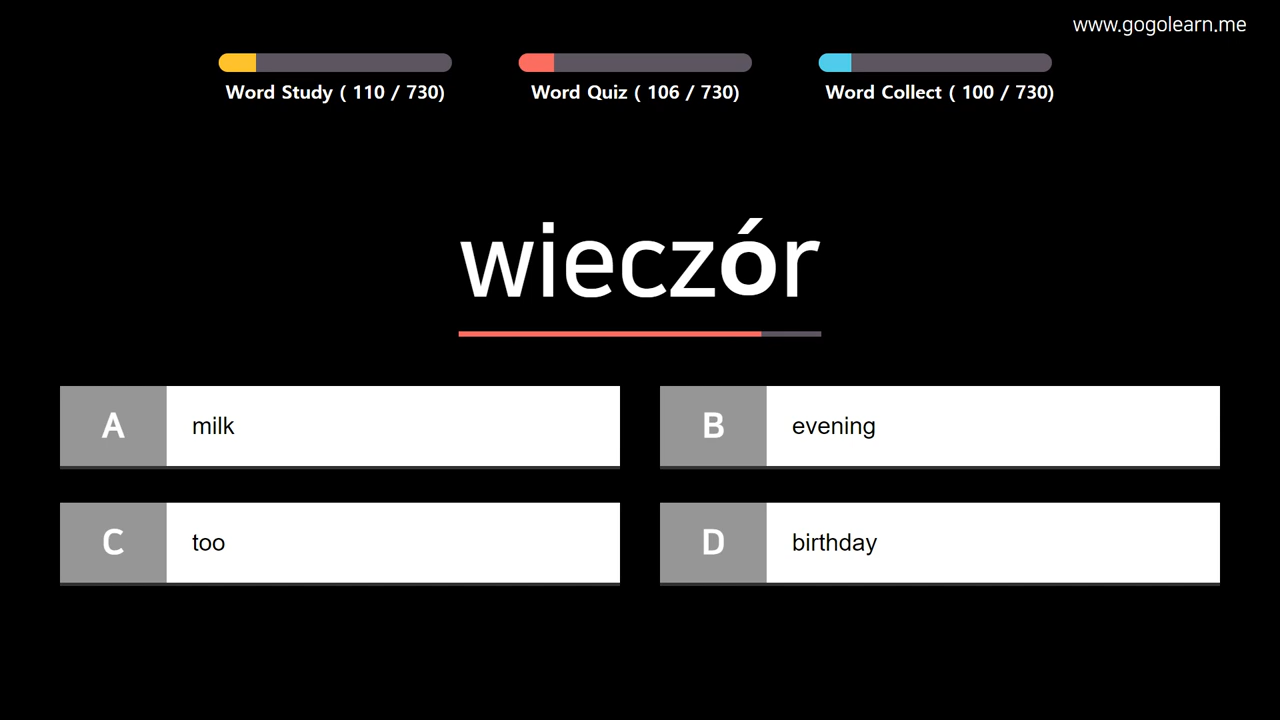 www.gogolearn.me
Word Study ( 110 / 730)
Word Quiz ( 106 / 730)
Word Collect ( 100 / 730)
wieczór
A milk
B evening
C too
D birthday